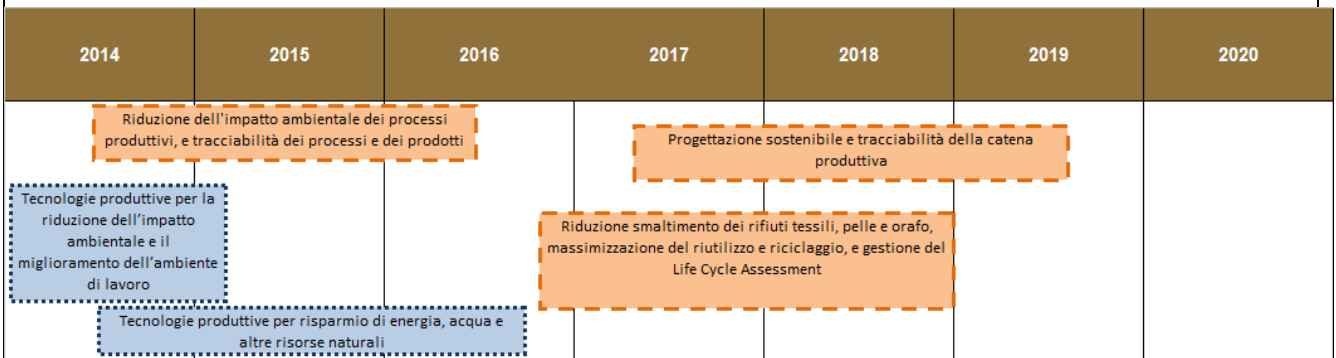 2014 2015 2016 2017 2018 2019 2020
Riduzione dell'impatto ambientale dei processi
produttivi, e tracciabilità dei processi e dei prodotti
Progettazione sostenibile e tracciabilità della catena
produttiva
Tecnologie produttive per la
riduzione dell’impatto
ambientale e il
miglioramento dell’ambiente
di lavoro
Riduzione smaltimento dei rifiuti tessili, pelle e orafo,
massimizzazione del riutilizzo e riciclaggio, e gestione del
Life Cycle Assessment
Tecnologie produttive per risparmio di energia, acqua e
altre risorse naturali